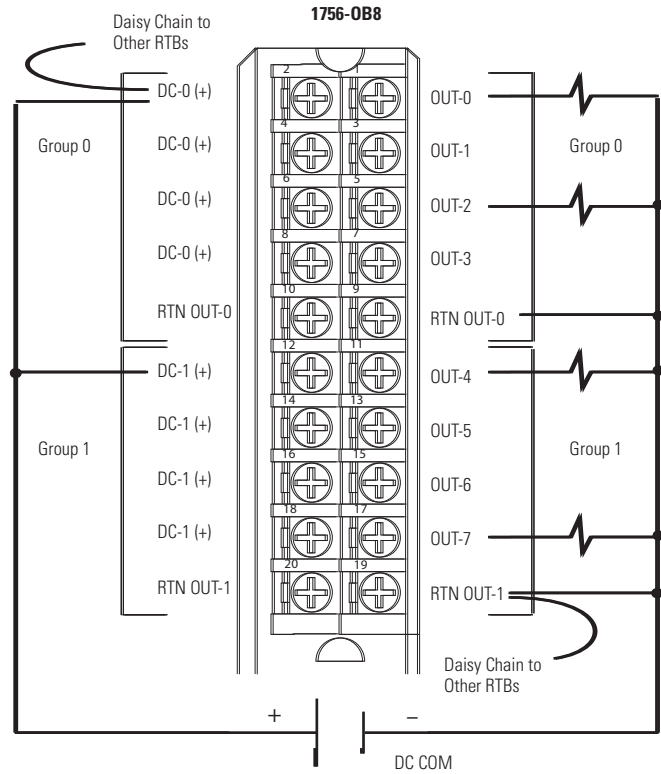 1756-OB8
Daisy Chain to
Other RTBs
Group 0
DC-0 (+)
2
1
OUT-0
Group 0
DC-0 (+)
4
3
OUT-1
DC-0 (+)
6
5
OUT-2
DC-0 (+)
8
7
OUT-3
RTN OUT-0
10
9
RTN OUT-0
Group 1
DC-1 (+)
12
11
OUT-4
Group 1
DC-1 (+)
14
13
OUT-5
DC-1 (+)
16
15
OUT-6
DC-1 (+)
18
17
OUT-7
RTN OUT-1
20
19
RTN OUT-1
Daisy Chain to
Other RTBs
+
–
DC COM